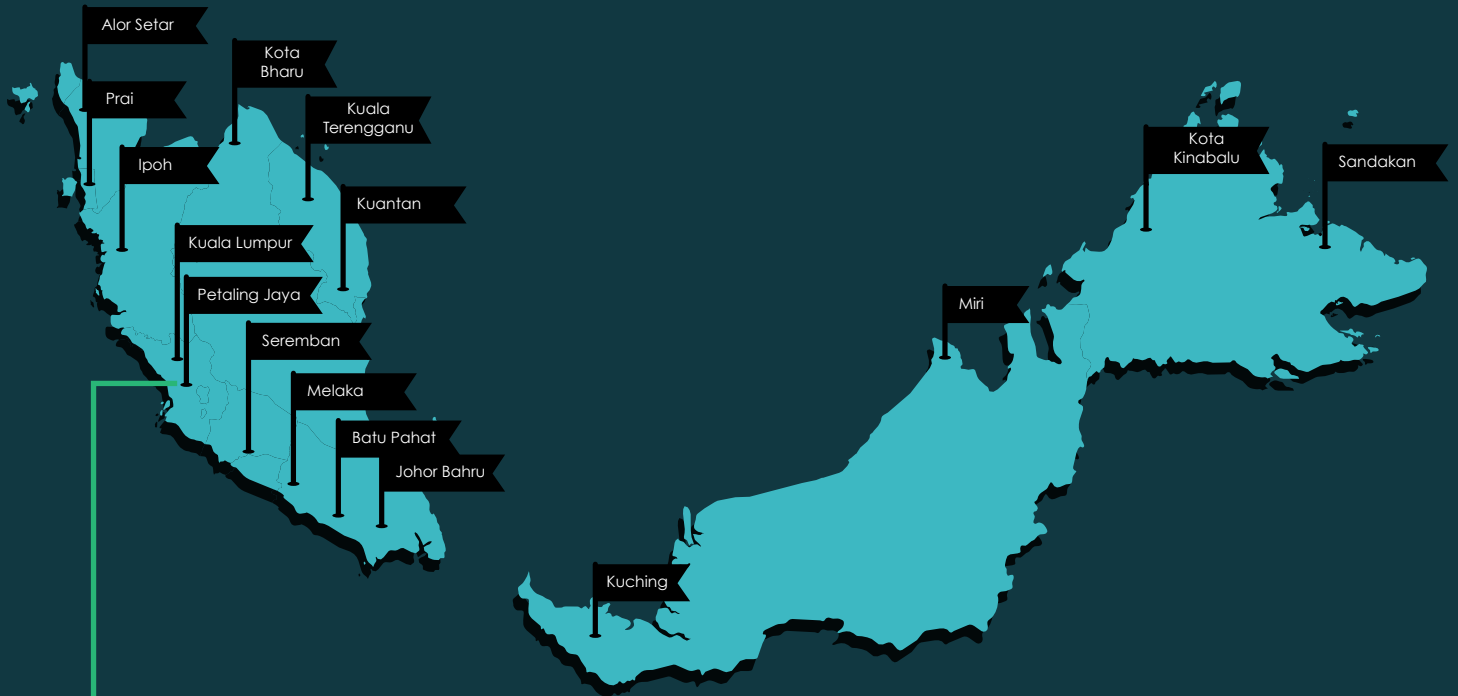 Alor Setar
Kota
Bharu
Prai
Kuala
Terengganu
Ipoh
Kuantan
Kuala Lumpur
Petaling Jaya
Seremban
Melaka
Batu Pahat
Johor Bahru
Kota
Kinabalu
Sandakan
Miri
Kuching